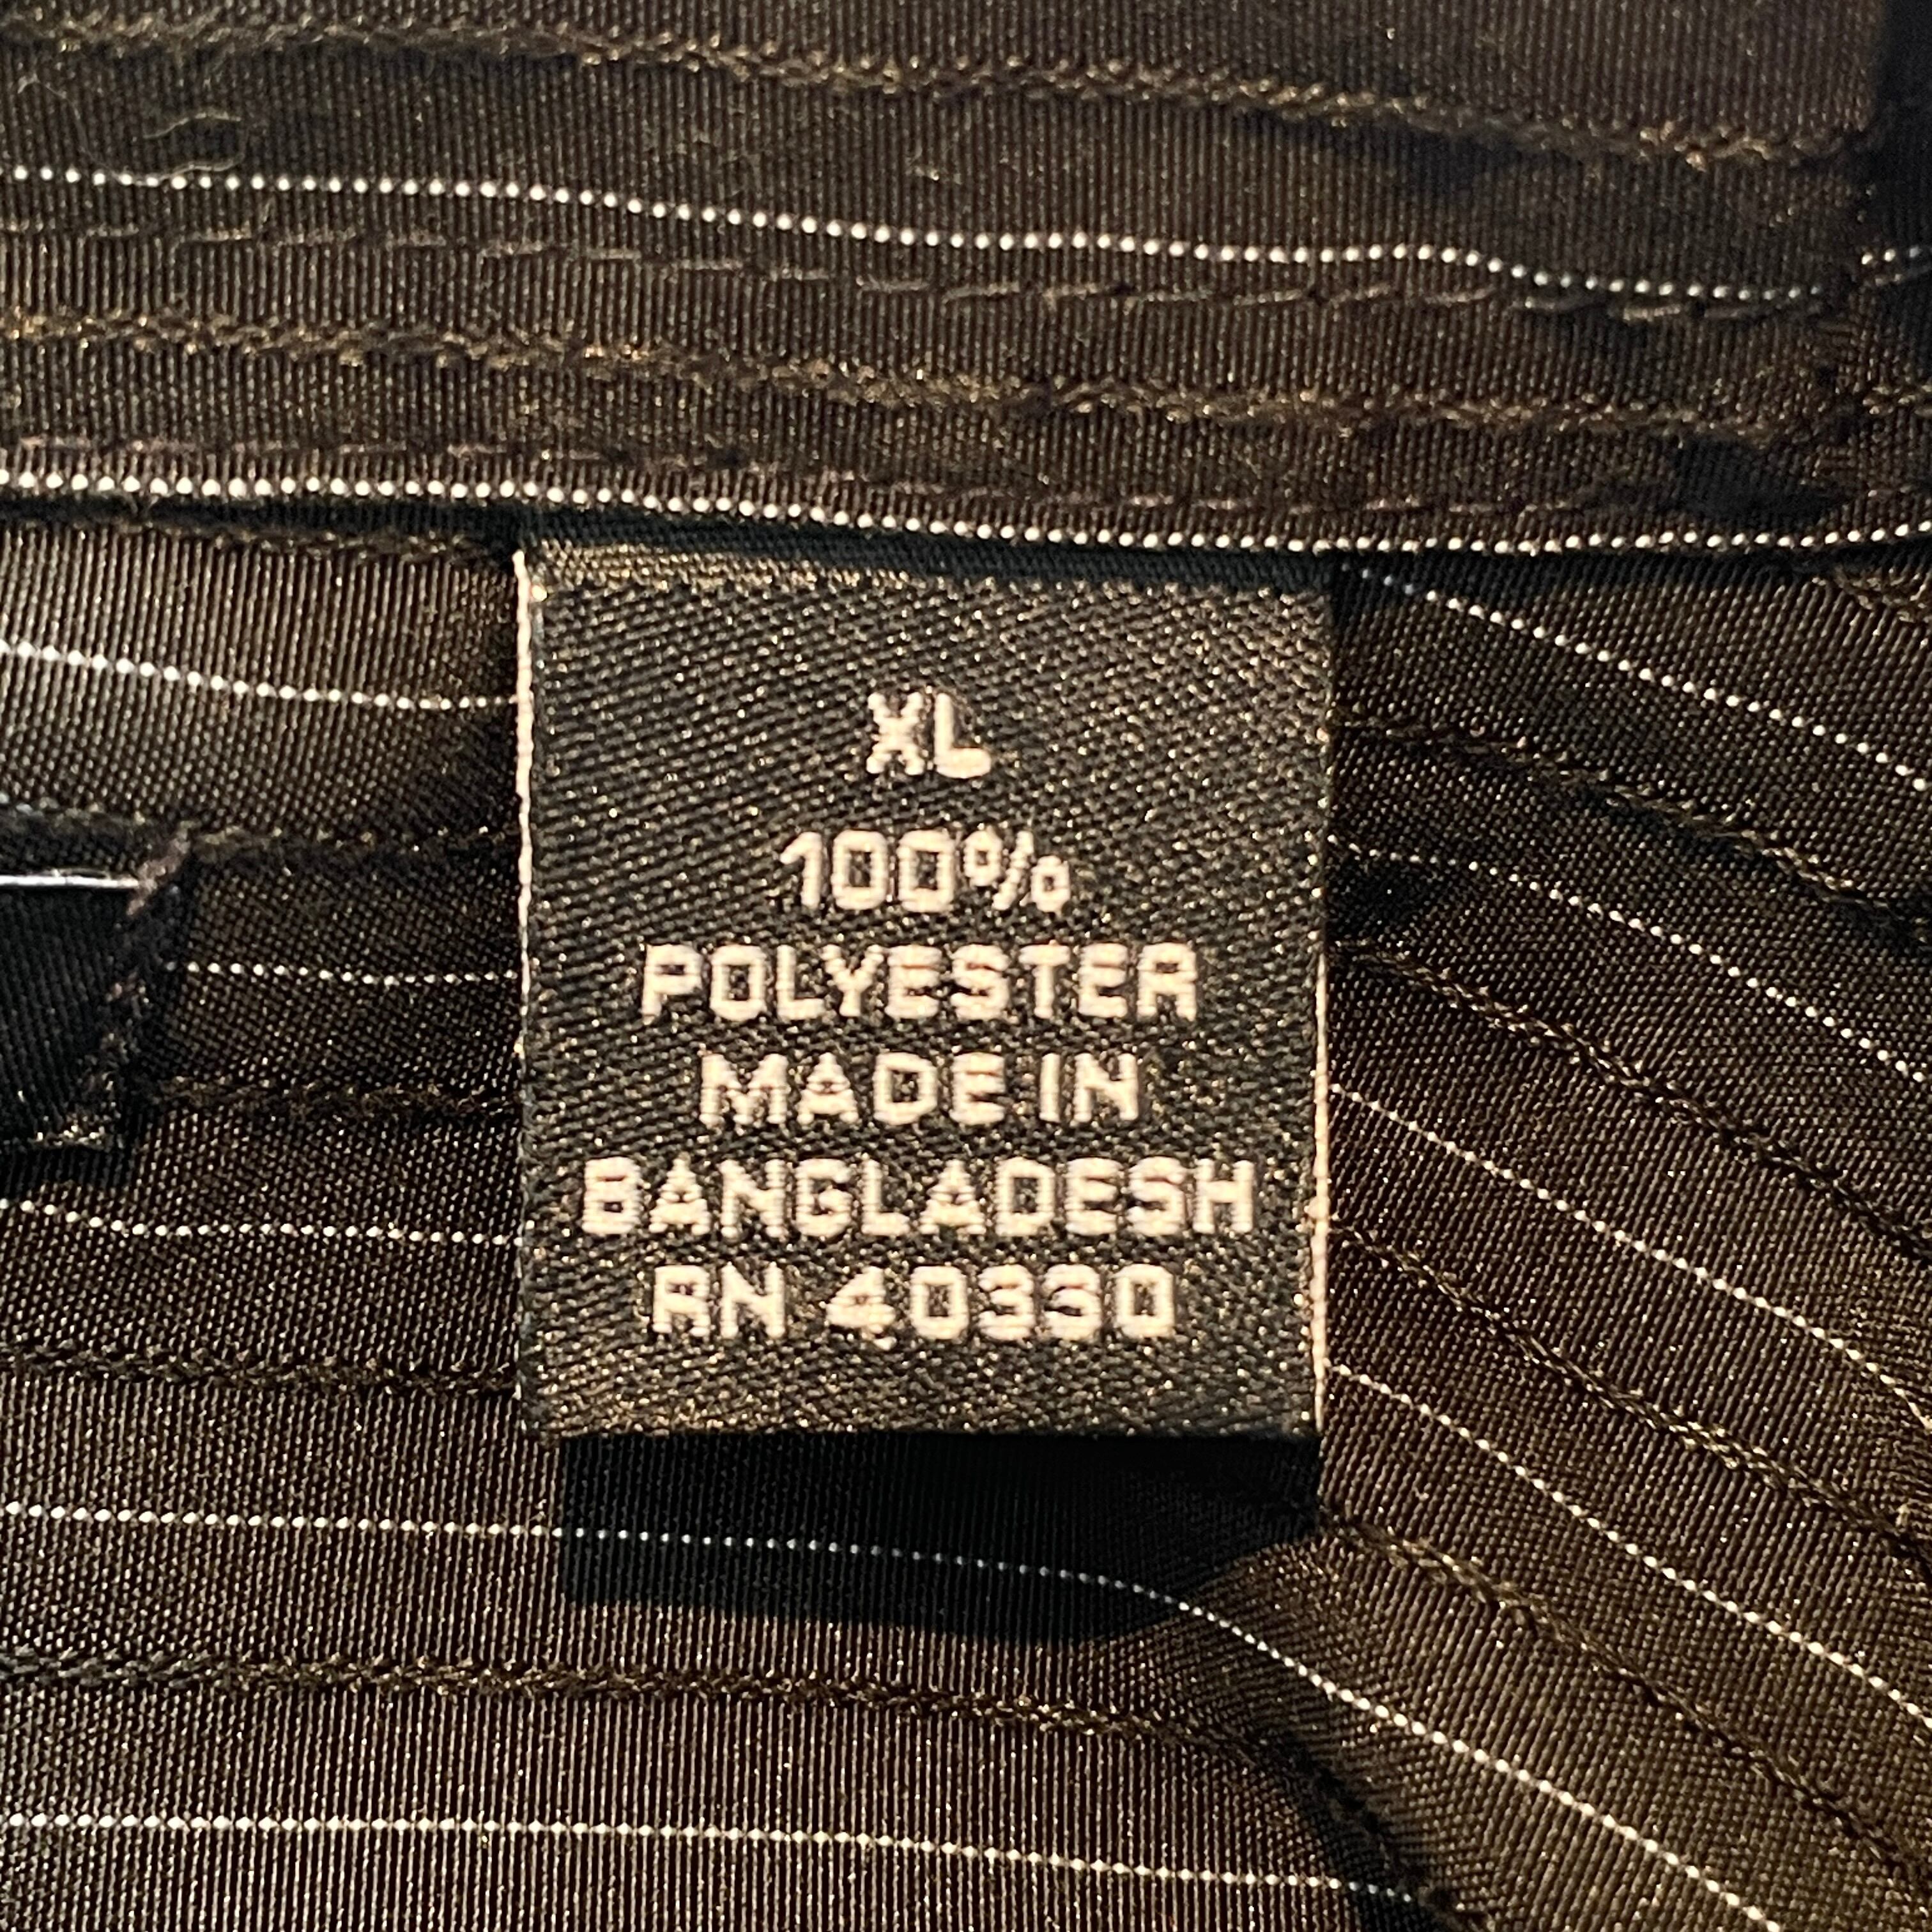 XL
100%
POLYESTER
MADE IN
BANGLADESH
RN 40330